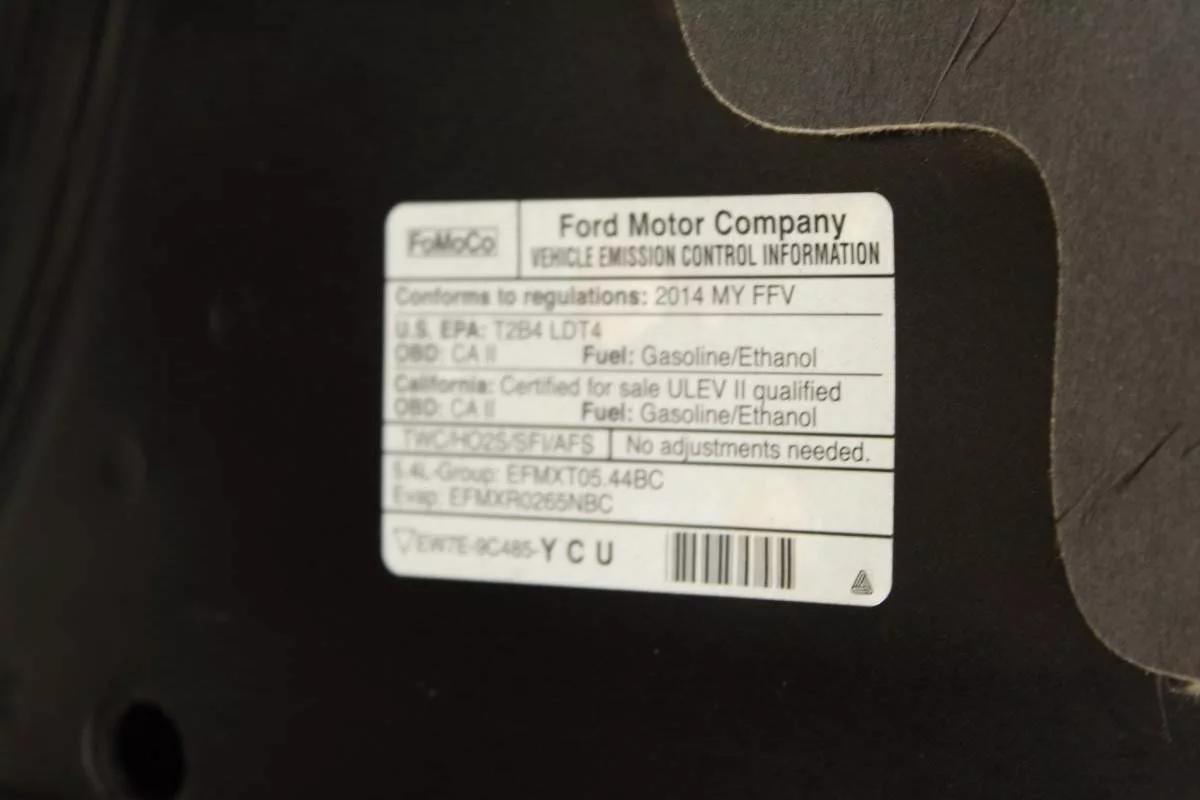 FoMoCo
Ford Motor Company
VEHICLE EMISSION CONTROL INFORMATION
Conforms to regulations: 2014 MY FFV
U.S. EPA: T2B4 LDT4
OBD: CA II Fuel: Gasoline/Ethanol
California: Certified for sale ULEV II qualified
OBD: CA II Fuel: Gasoline/Ethanol
TWC/HO2S/SFI/AFS No adjustments needed.
5.4L-Group: EFMXT05.44BC
Evap: EFMXR0265NBC
EW7E-9C485-Y C U